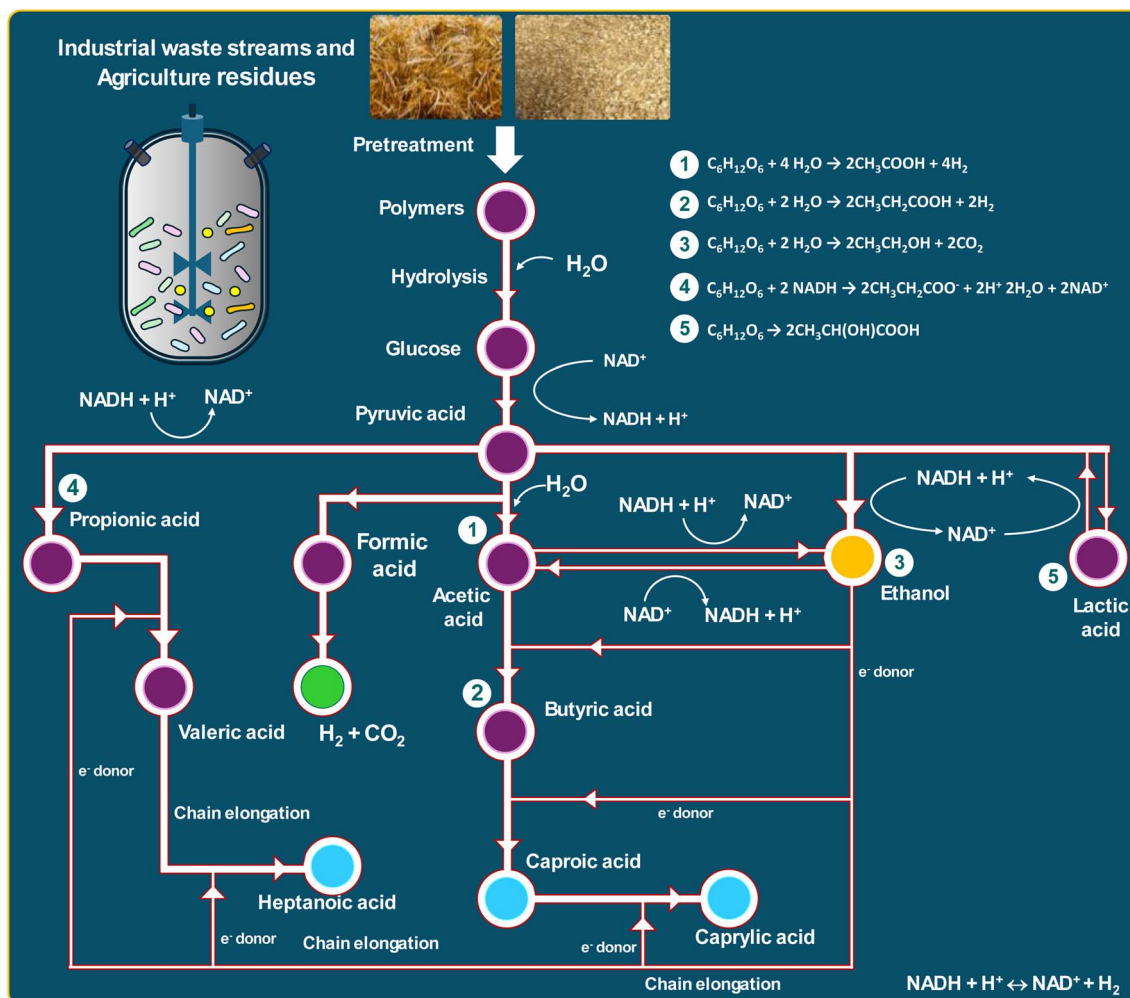 Industrial waste streams and
Agriculture residues
Pretreatment
Polymers
Hydrolysis
H₂O
Glucose
NAD⁺
NADH + H⁺
Pyruvic acid
1 C₆H₁₂O₆ + 4 H₂O → 2CH₃COOH + 4H₂
2 C₆H₁₂O₆ + 2 H₂O → 2CH₃CH₂COOH + 2H₂
3 C₆H₁₂O₆ + 2 H₂O → 2CH₃CH₂OH + 2CO₂
4 C₆H₁₂O₆ + 2 NADH → 2CH₃CH₂COO⁻ + 2H⁺ 2H₂O + 2NAD⁺
5 C₆H₁₂O₆ → 2CH₃CH(OH)COOH
NADH + H⁺
NAD⁺
4
Propionic acid
Formic
acid
H₂O
1
Acetic
acid
NADH + H⁺
NAD⁺
NAD⁺
NADH + H⁺
3
Ethanol
NADH + H⁺
NAD⁺
5
Lactic
acid
Valeric acid
H₂ + CO₂
2
Butyric acid
e⁻ donor
e⁻ donor
Chain elongation
e⁻ donor
Heptanoic acid
Caproic acid
Caprylic acid
e⁻ donor
Chain elongation
e⁻ donor
Chain elongation
NADH + H⁺ ↔ NAD⁺ + H₂